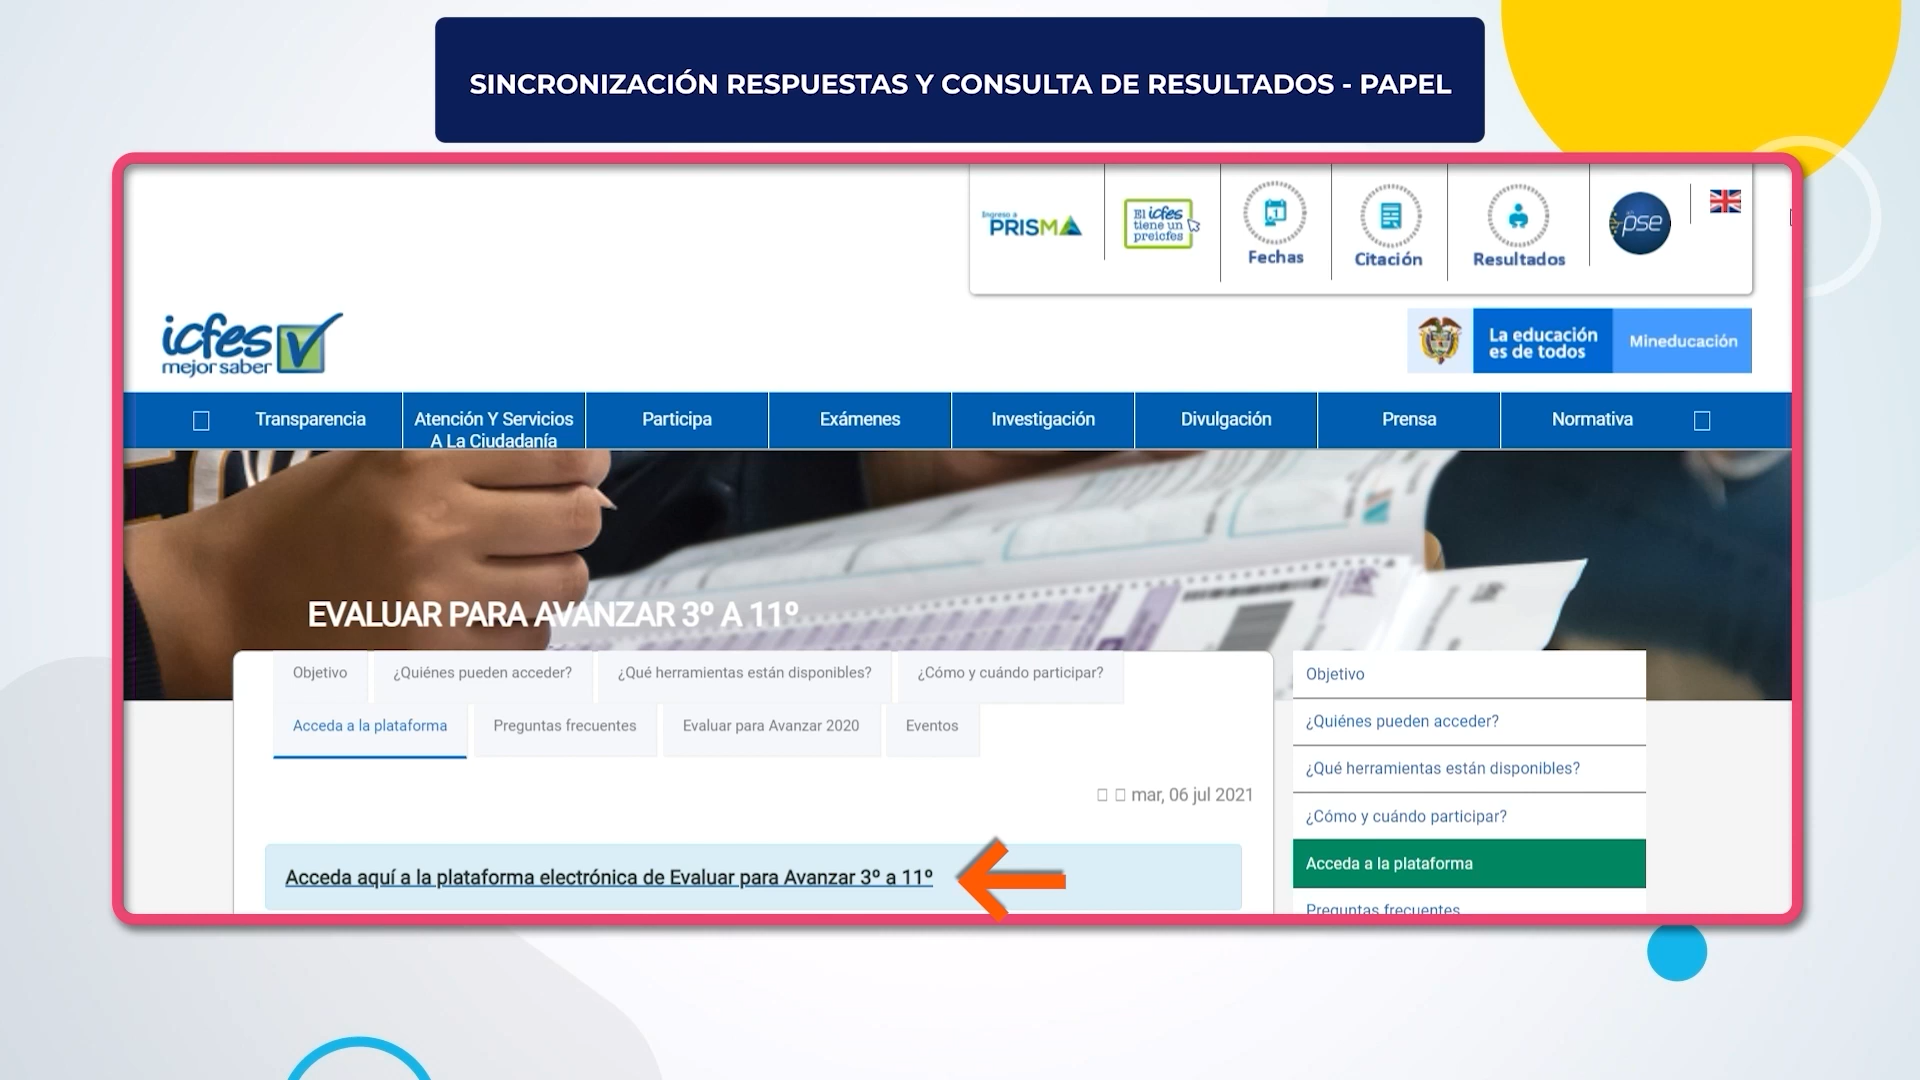 SINCRONIZACIÓN RESPUESTAS Y CONSULTA DE RESULTADOS - PAPEL
Ingreso a
PRISMA
El icfes
tiene un
preicfes
1
Fechas
Citación
Resultados
pse
icfes
mejor saber
La educación
es de todos
Mineducación
Transparencia
Atención Y Servicios
A La Ciudadanía
Participa
Exámenes
Investigación
Divulgación
Prensa
Normativa
EVALUAR PARA AVANZAR 3º A 11º
Objetivo
¿Quiénes pueden acceder?
¿Qué herramientas están disponibles?
¿Cómo y cuándo participar?
Acceda a la plataforma
Preguntas frecuentes
Evaluar para Avanzar 2020
Eventos
mar, 06 jul 2021
Acceda aquí a la plataforma electrónica de Evaluar para Avanzar 3º a 11º
Objetivo
¿Quiénes pueden acceder?
¿Qué herramientas están disponibles?
¿Cómo y cuándo participar?
Acceda a la plataforma
Preguntas frecuentes